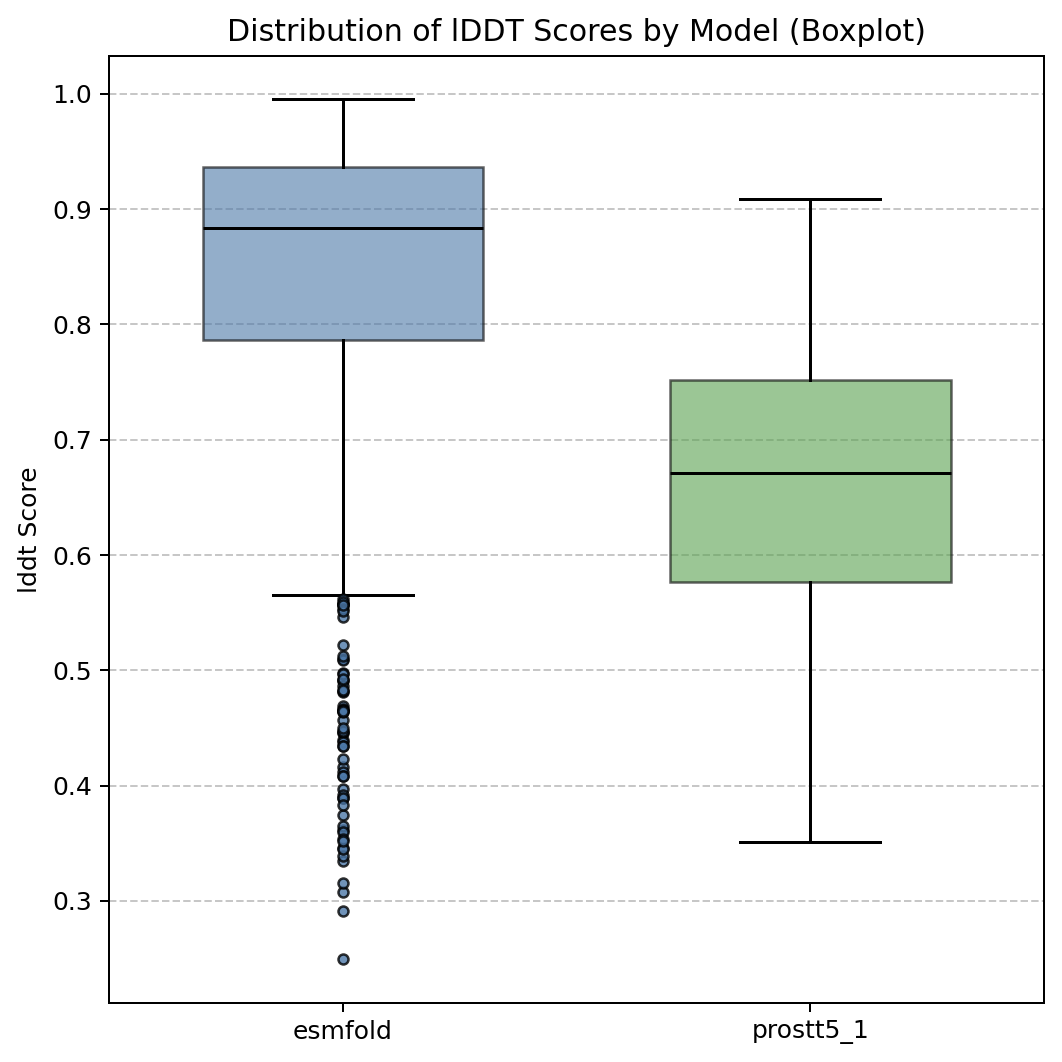 Distribution of lDDT Scores by Model (Boxplot)
lddt Score
1.0
0.9
0.8
0.7
0.6
0.5
0.4
0.3
esmfold
prostt5_1